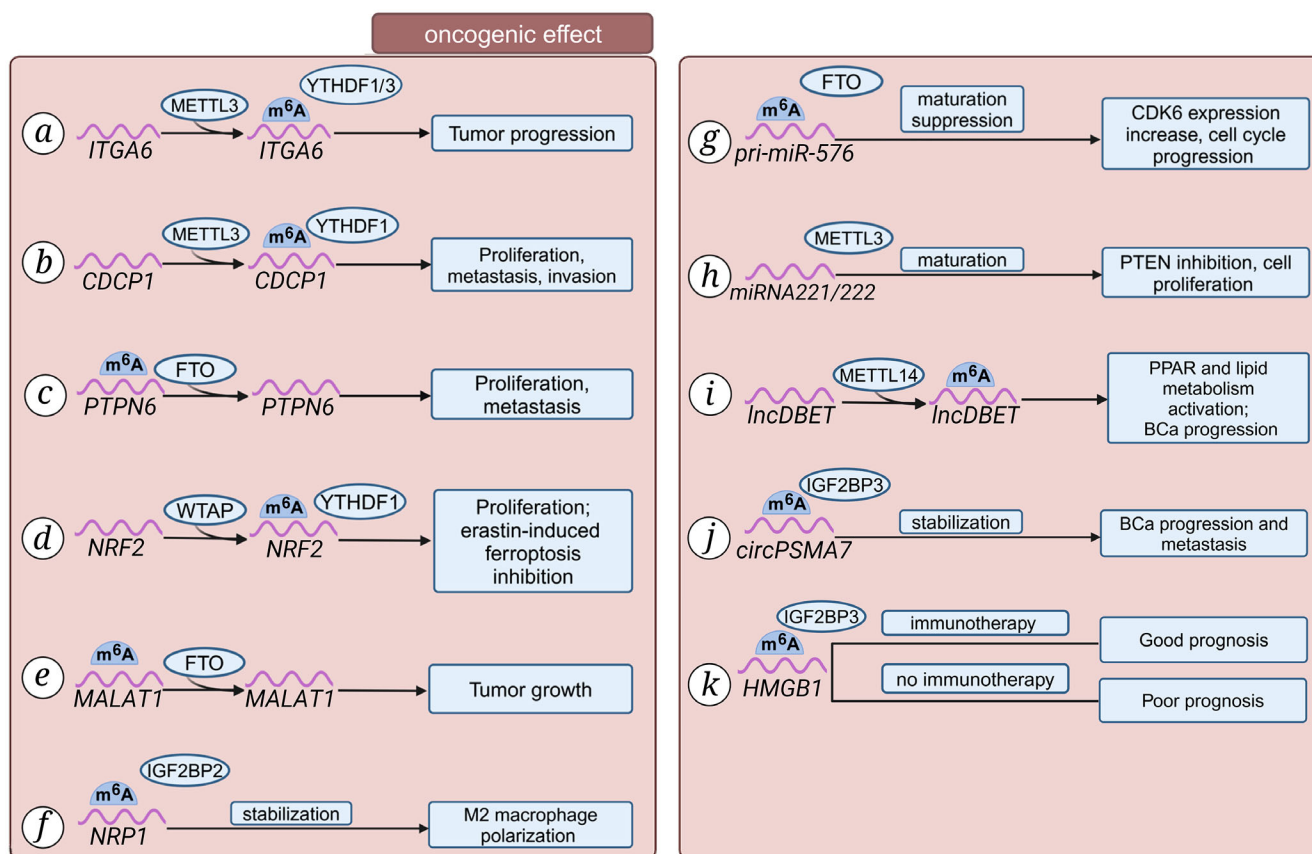 oncogenic effect
a
METTL3
m6A
YTHDF1/3
ITGA6
ITGA6
Tumor progression
b
METTL3
m6A
YTHDF1
CDCP1
CDCP1
Proliferation,
metastasis, invasion
c
m6A
FTO
PTPN6
PTPN6
Proliferation,
metastasis
d
WTAP
m6A
YTHDF1
NRF2
NRF2
Proliferation;
erastin-induced
ferroptosis
inhibition
e
m6A
FTO
MALAT1
MALAT1
Tumor growth
f
m6A
IGF2BP2
NRP1
stabilization
M2 macrophage
polarization
g
m6A
FTO
pri-miR-576
maturation
suppression
CDK6 expression
increase, cell cycle
progression
h
METTL3
miRNA221/222
maturation
PTEN inhibition, cell
proliferation
i
METTL14
m6A
lncDBET
lncDBET
PPAR and lipid
metabolism
activation;
BCa progression
j
IGF2BP3
m6A
circPSMA7
stabilization
BCa progression and
metastasis
k
IGF2BP3
m6A
HMGB1
immunotherapy
Good prognosis
no immunotherapy
Poor prognosis